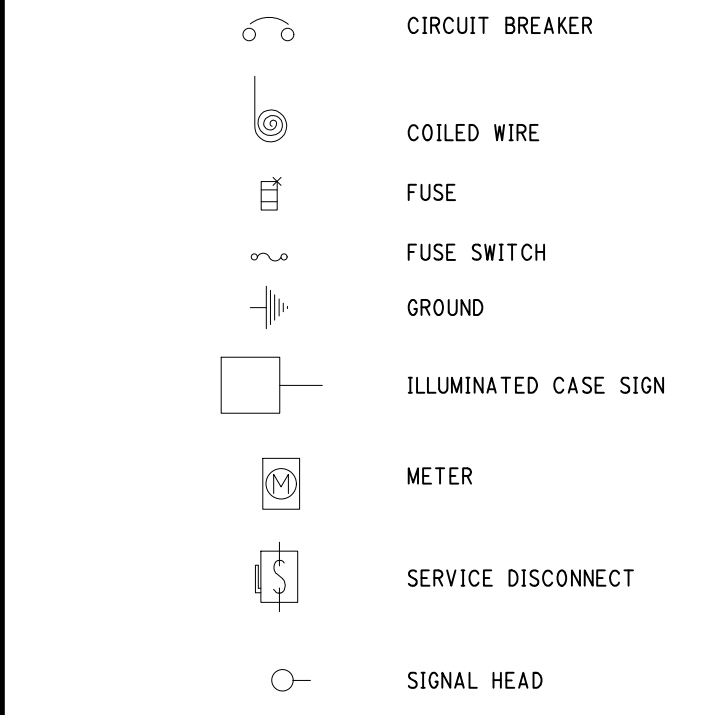 CIRCUIT BREAKER
COILED WIRE
FUSE
FUSE SWITCH
GROUND
ILLUMINATED CASE SIGN
M
METER
S
SERVICE DISCONNECT
SIGNAL HEAD